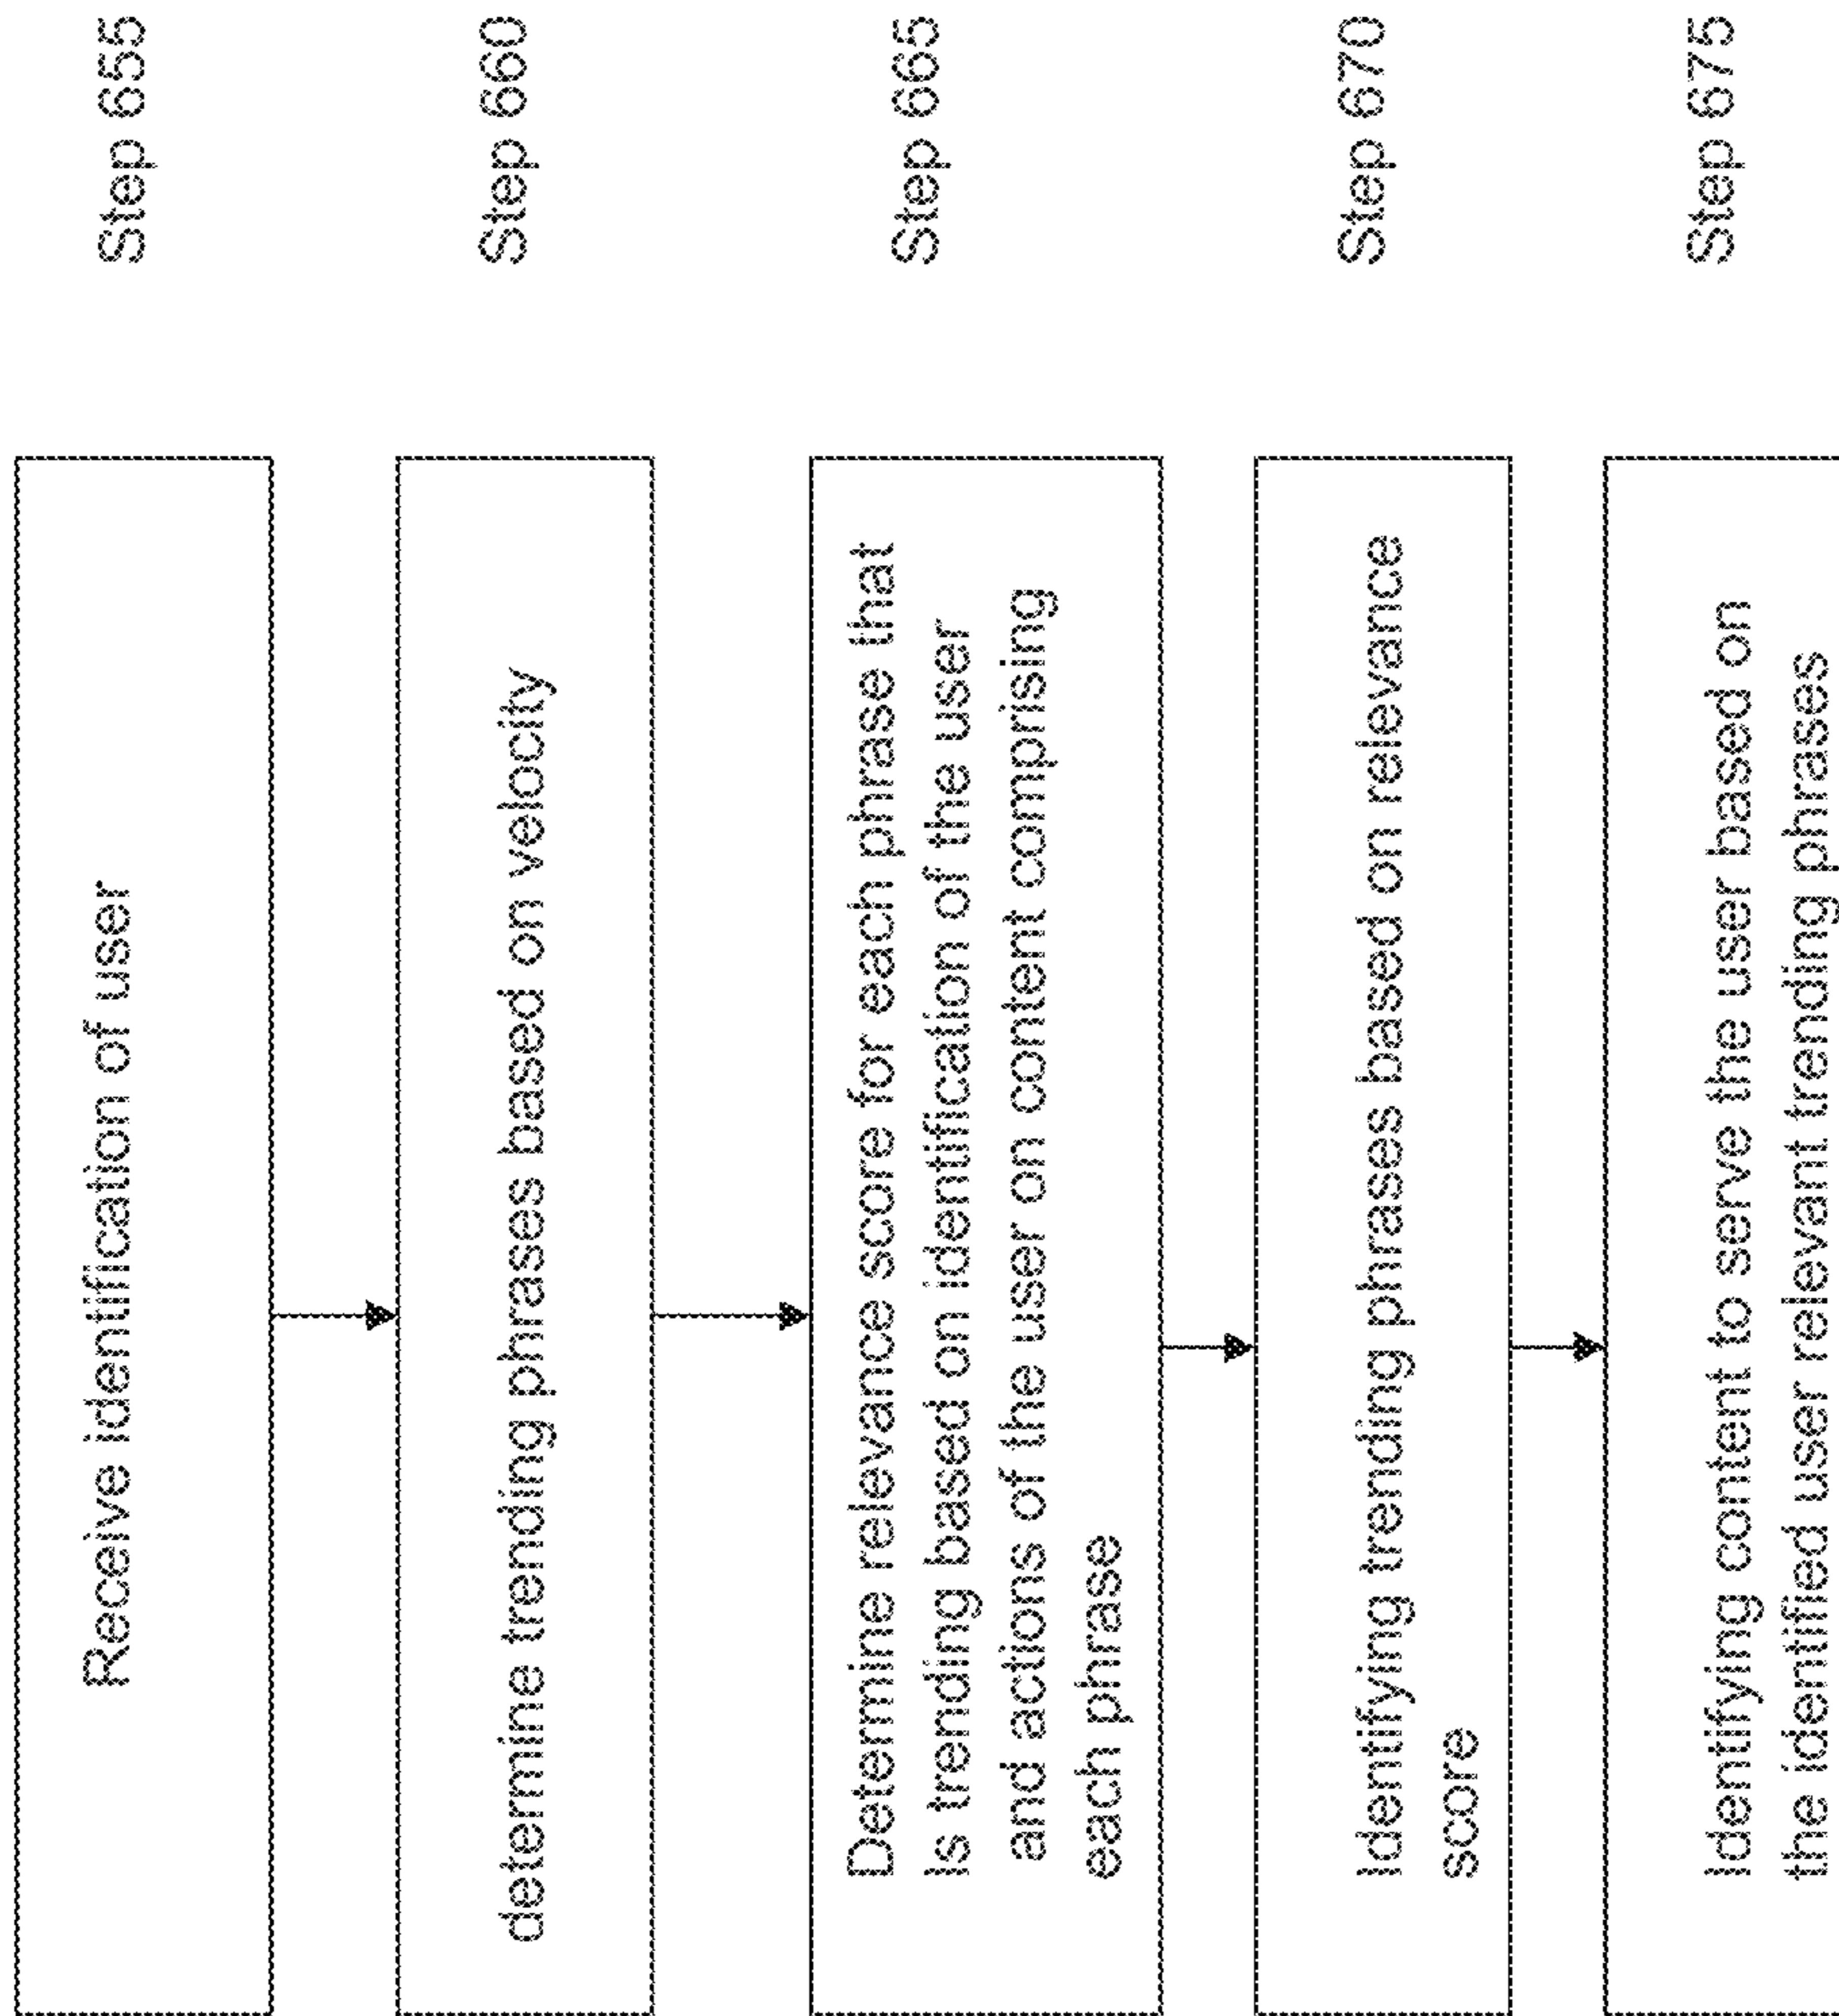 Receive identification of user
Step 655
determine trending phrases based on velocity
Step 660
Determine relevance score for each phrase that
is trending based on identification of the user
and actions of the user on content comprising
each phrase
Step 665
Identifying trending phrases based on relevance
score
Step 670
Identifying content to serve the user based on
the identified user relevant trending phrases
Step 675